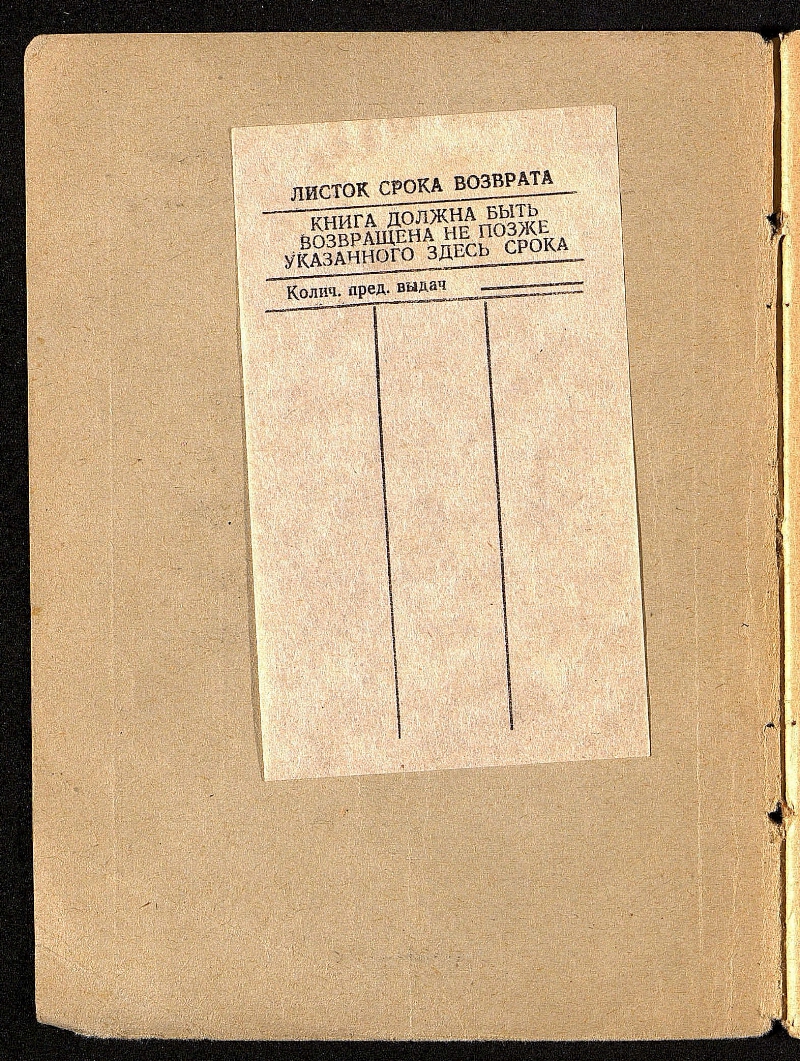 ЛИСТОК СРОКА ВОЗВРАТА
КНИГА ДОЛЖНА БЫТЬ
ВОЗВРАЩЕНА НЕ ПОЗЖЕ
УКАЗАННОГО ЗДЕСЬ СРОКА
Колич. пред. выдач